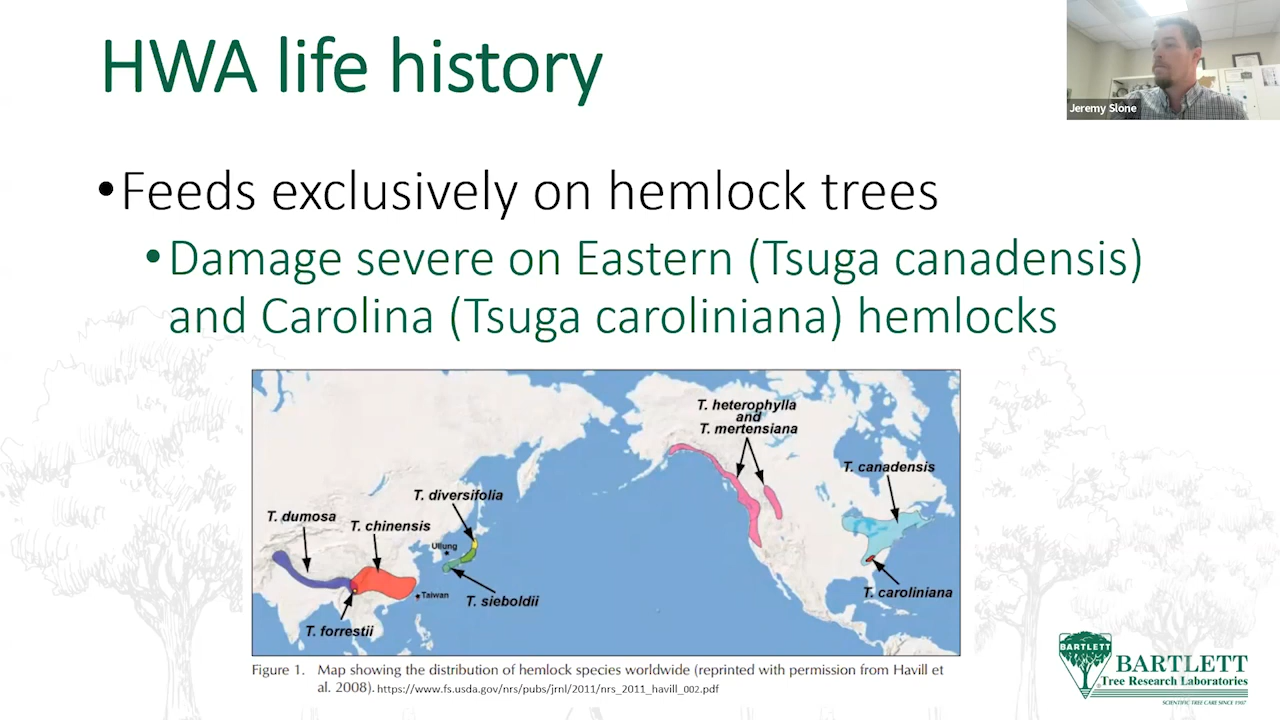 HWA life history
Jeremy Slone
•Feeds exclusively on hemlock trees
•Damage severe on Eastern (Tsuga canadensis)
and Carolina (Tsuga caroliniana) hemlocks
T. heterophylla
and
T. mertensiana
T. canadensis
T. diversifolia
T. dumosa
T. chinensis
Ullung
Taiwan
T. sieboldii
T. caroliniana
T. forrestii
Figure 1. Map showing the distribution of hemlock species worldwide (reprinted with permission from Havill et
al. 2008). https://www.fs.usda.gov/nrs/pubs/jrnl/2011/nrs_2011_havill_002.pdf
BARTLETT
BARTLETT
Tree Research Laboratories
SCIENTIFIC TREE CARE SINCE 1907